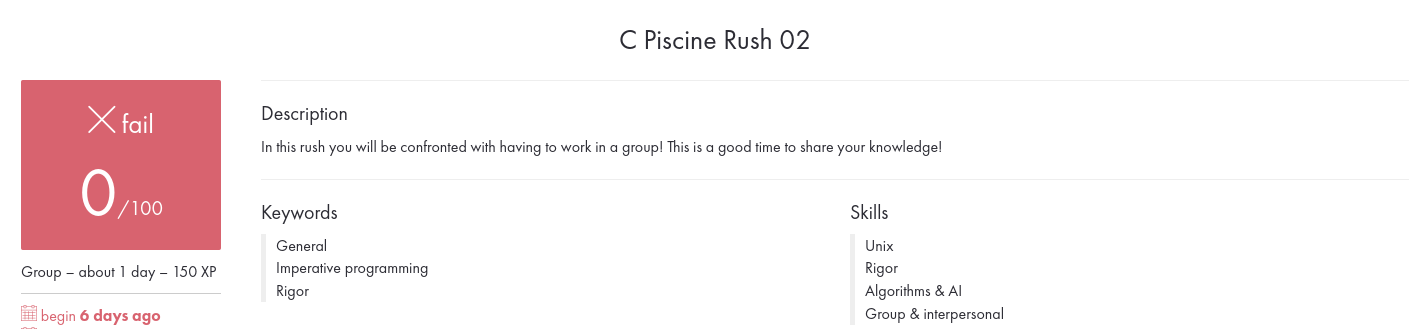 C Piscine Rush 02
fail
0/100
Group – about 1 day – 150 XP
begin 6 days ago
Description
In this rush you will be confronted with having to work in a group! This is a good time to share your knowledge!
Keywords
General
Imperative programming
Rigor
Skills
Unix
Rigor
Algorithms & AI
Group & interpersonal